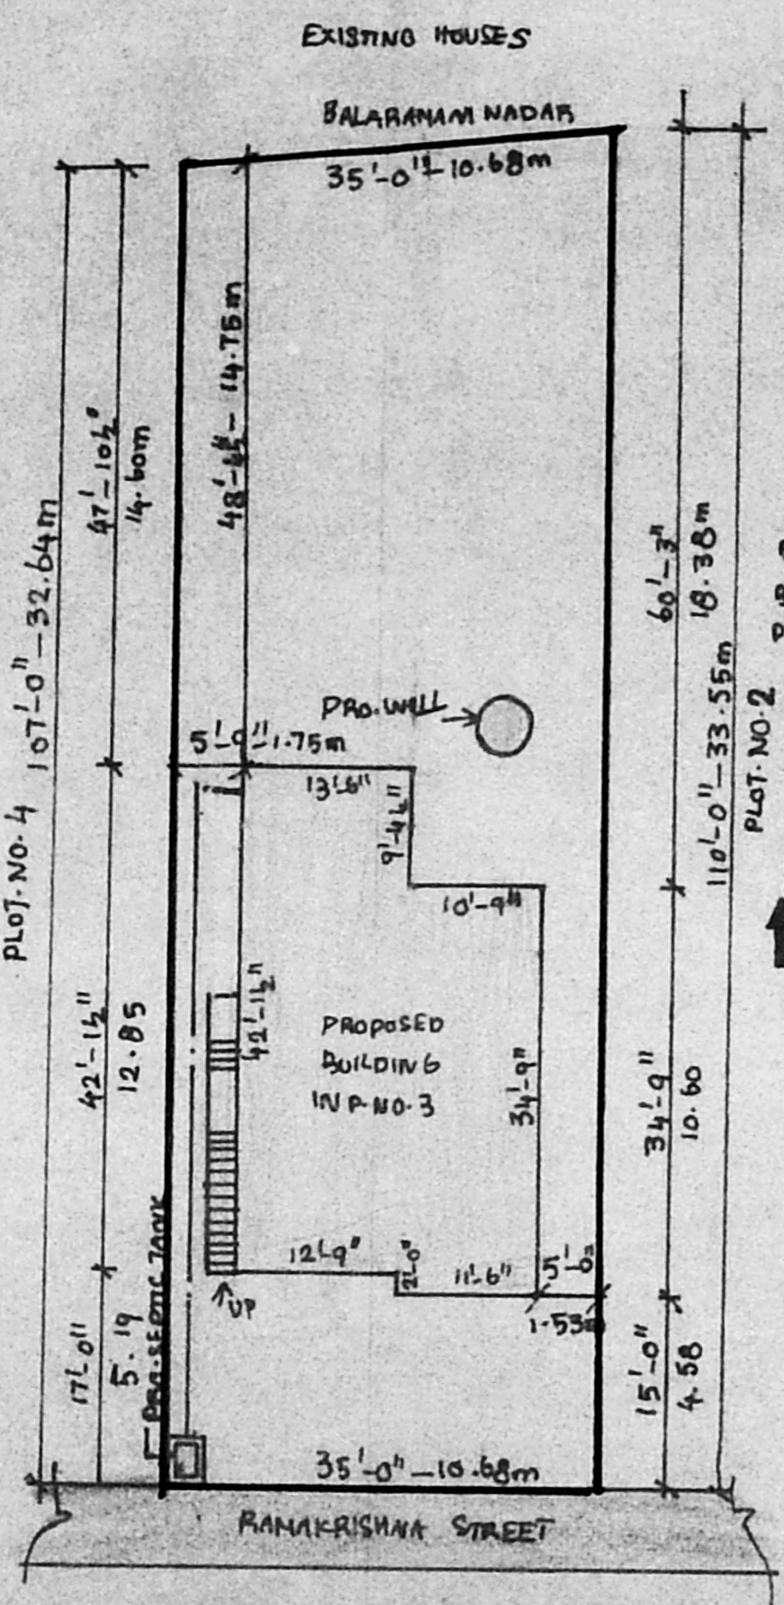 EXISTING HOUSES
BALARAMAM NADAR
35'-0"-10.68m
48'-4½"- 14.75m
47'-10½"
14.60m
107'-0"-32.64m
PLOT.NO.4
60'-3"
18.38m
110'-0"-33.55m
PLOT.NO.2
PRO.WELL
5'-9"-1.75m
13'-6"
9'-4½"
10'-9"
42'-1½"
PROPOSED
BUILDING
IN P.NO.3
34'-9"
42'-1½"
12.85
34'-9"
10.60
12'-9"
2'-0"
11'-6"
5'-0"
1.53m
UP
17'-0"
5.19
PRO.SEPTIC TANK
15'-0"
4.58
35'-0"-10.68m
RAMAKRISHNA STREET